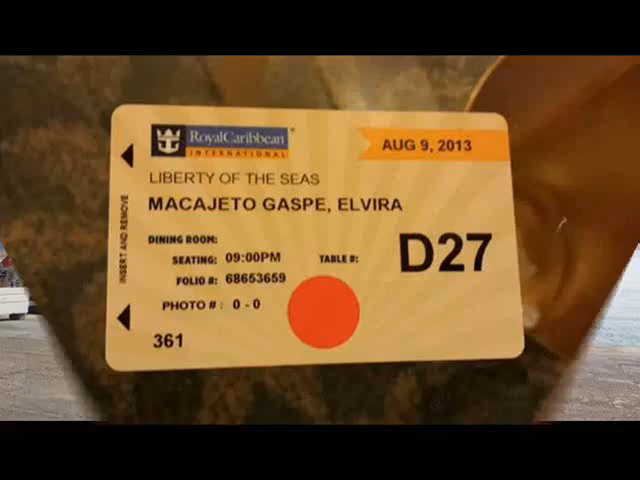 RoyalCaribbean®
INTERNATIONAL
AUG 9, 2013
LIBERTY OF THE SEAS
MACAJETO GASPE, ELVIRA
DINING ROOM:
SEATING: 09:00PM
TABLE #:
D27
FOLIO #: 68653659
PHOTO #: 0 - 0
361
INSERT AND REMOVE